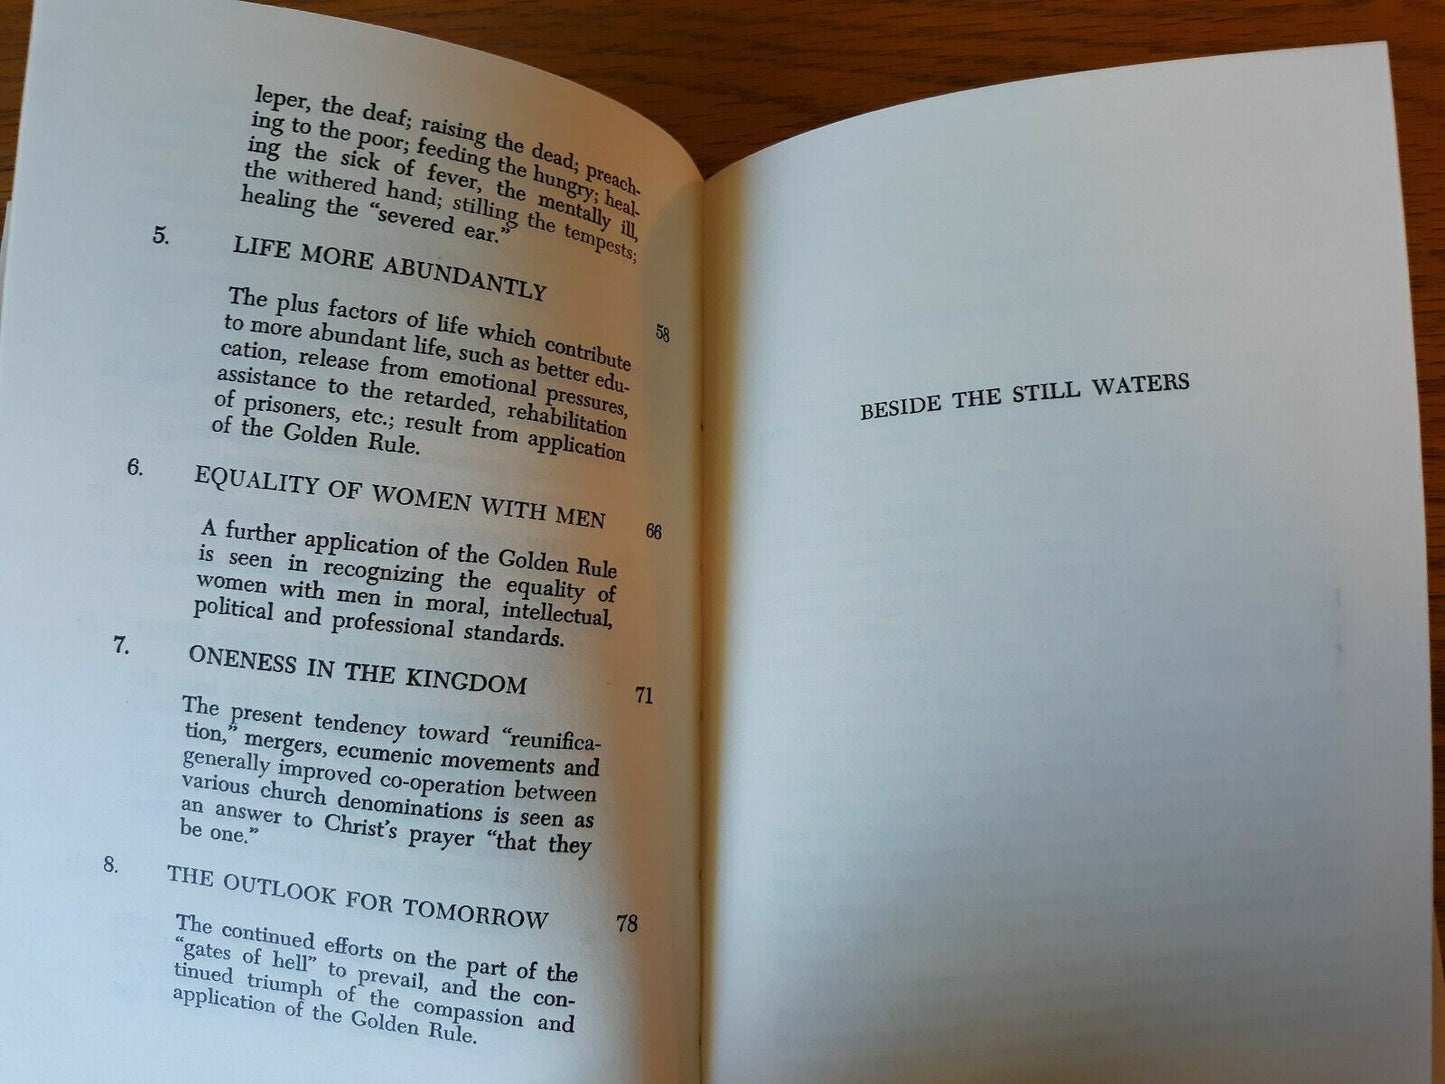 leper, the deaf; raising the dead; preach-
ing to the poor; feeding the hungry; heal-
ing the sick of fever, the mentally ill,
the withered hand; stilling the tempests;
healing the “severed ear.”
5. LIFE MORE ABUNDANTLY 58
The plus factors of life which contribute
to more abundant life, such as better edu-
cation, release from emotional pressures,
assistance to the retarded, rehabilitation
of prisoners, etc.; result from application
of the Golden Rule.
6. EQUALITY OF WOMEN WITH MEN 66
A further application of the Golden Rule
is seen in recognizing the equality of
women with men in moral, intellectual,
political and professional standards.
7. ONENESS IN THE KINGDOM 71
The present tendency toward “reunifica-
tion,” mergers, ecumenic movements and
generally improved co-operation between
various church denominations is seen as
an answer to Christ’s prayer “that they
be one.”
8. THE OUTLOOK FOR TOMORROW 78
The continued efforts on the part of the
“gates of hell” to prevail, and the con-
tinued triumph of the compassion and
application of the Golden Rule.
BESIDE THE STILL WATERS